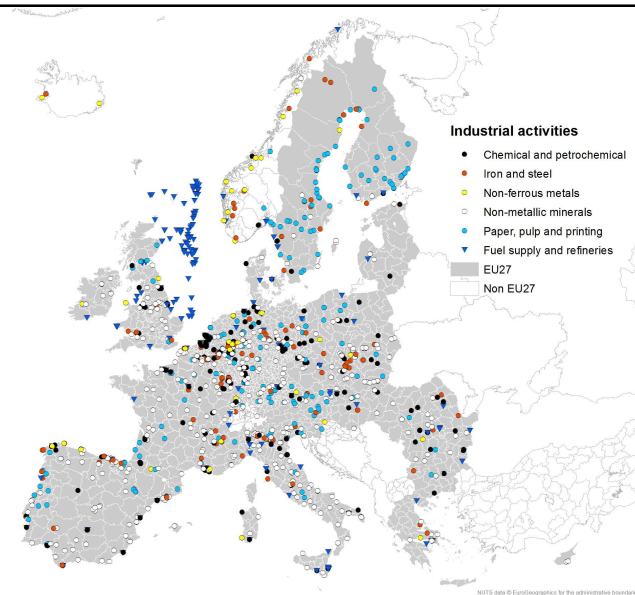 Industrial activities
Chemical and petrochemical
Iron and steel
Non-ferrous metals
Non-metallic minerals
Paper, pulp and printing
Fuel supply and refineries
EU27
Non EU27
NUTS data © EuroGeographics for the administrative boundaries